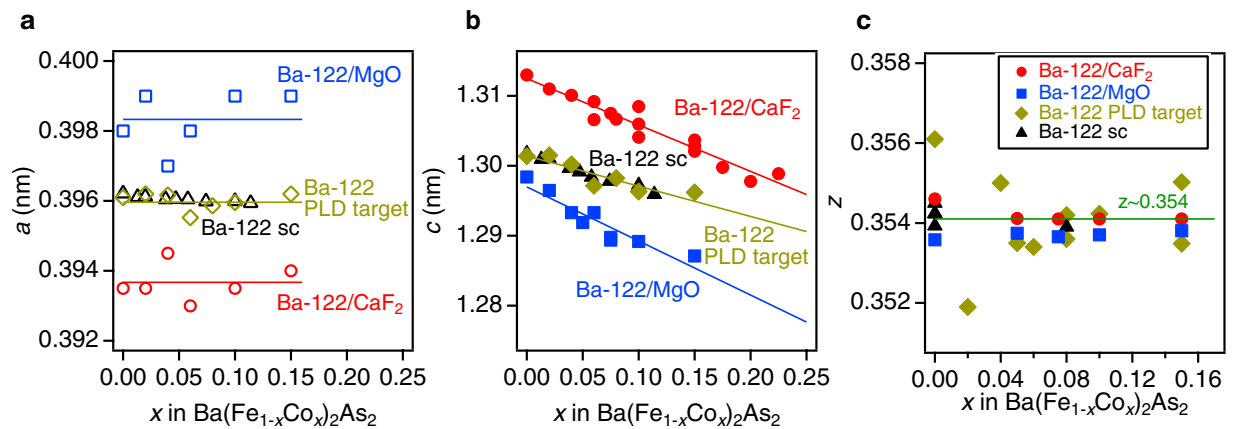 a
0.400
0.398
0.396
0.394
0.392
a (nm)
Ba-122/MgO
Ba-122
PLD target
Ba-122 sc
Ba-122/CaF₂
0.00 0.05 0.10 0.15 0.20 0.25
x in Ba(Fe₁₋ₓCoₓ)₂As₂
b
1.31
1.30
1.29
1.28
c (nm)
Ba-122/CaF₂
Ba-122 sc
Ba-122
PLD target
Ba-122/MgO
0.00 0.05 0.10 0.15 0.20 0.25
x in Ba(Fe₁₋ₓCoₓ)₂As₂
c
0.358
0.356
0.354
0.352
z
Ba-122/CaF₂
Ba-122/MgO
Ba-122 PLD target
Ba-122 sc
z~0.354
0.00 0.04 0.08 0.12 0.16
x in Ba(Fe₁₋ₓCoₓ)₂As₂